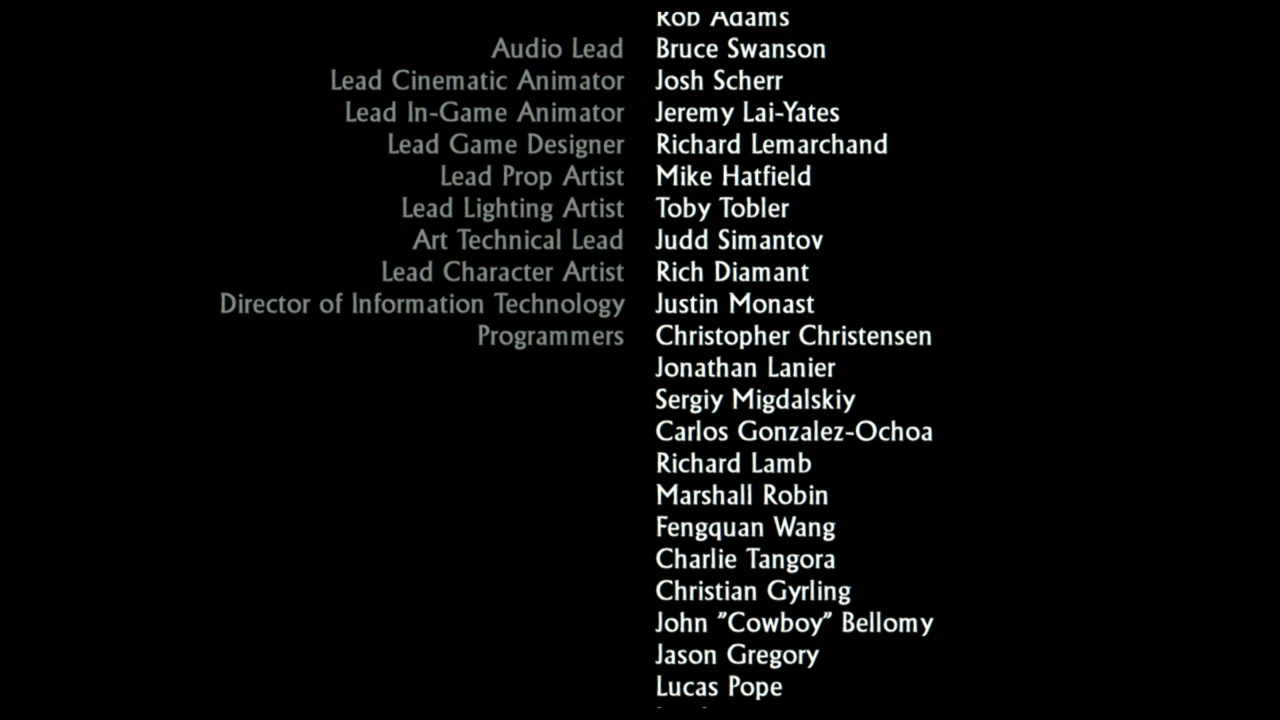 Rob Adams
Audio Lead Bruce Swanson
Lead Cinematic Animator Josh Scherr
Lead In-Game Animator Jeremy Lai-Yates
Lead Game Designer Richard Lemarchand
Lead Prop Artist Mike Hatfield
Lead Lighting Artist Toby Tobler
Art Technical Lead Judd Simantov
Lead Character Artist Rich Diamant
Director of Information Technology Justin Monast
Programmers Christopher Christensen
Jonathan Lanier
Sergiy Migdalskiy
Carlos Gonzalez-Ochoa
Richard Lamb
Marshall Robin
Fengquan Wang
Charlie Tangora
Christian Gyrling
John "Cowboy" Bellomy
Jason Gregory
Lucas Pope